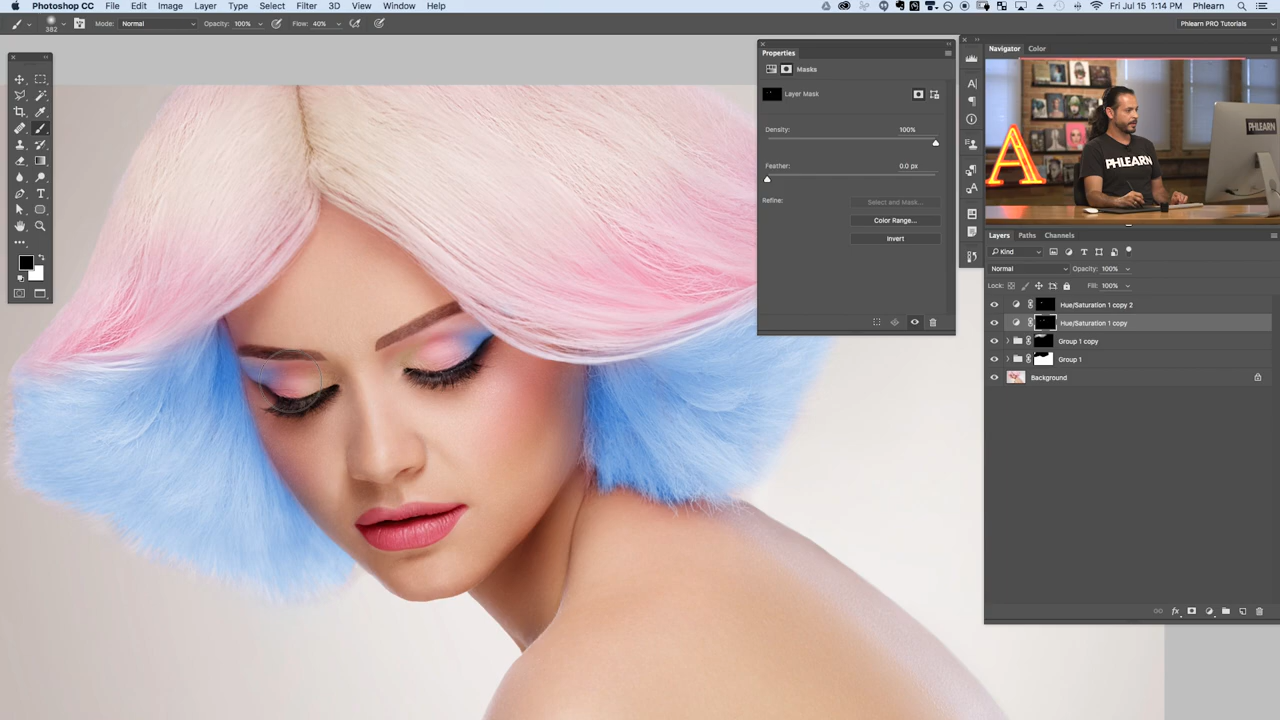 Photoshop CC File Edit Image Layer Type Select Filter 3D View Window Help
Fri Jul 15 1:14 PM Phlearn
382 Mode: Normal Opacity: 100% Flow: 40%
Phlearn PRO Tutorials
Properties
Masks
Layer Mask
Density: 100%
Feather: 0.0 px
Refine: Select and Mask...
Color Range...
Invert
Navigator Color
PHLEARN
PHLEARN
A
Layers Paths Channels
Kind
Normal Opacity: 100%
Lock: Fill: 100%
Hue/Saturation 1 copy 2
Hue/Saturation 1 copy
Group 1 copy
Group 1
Background